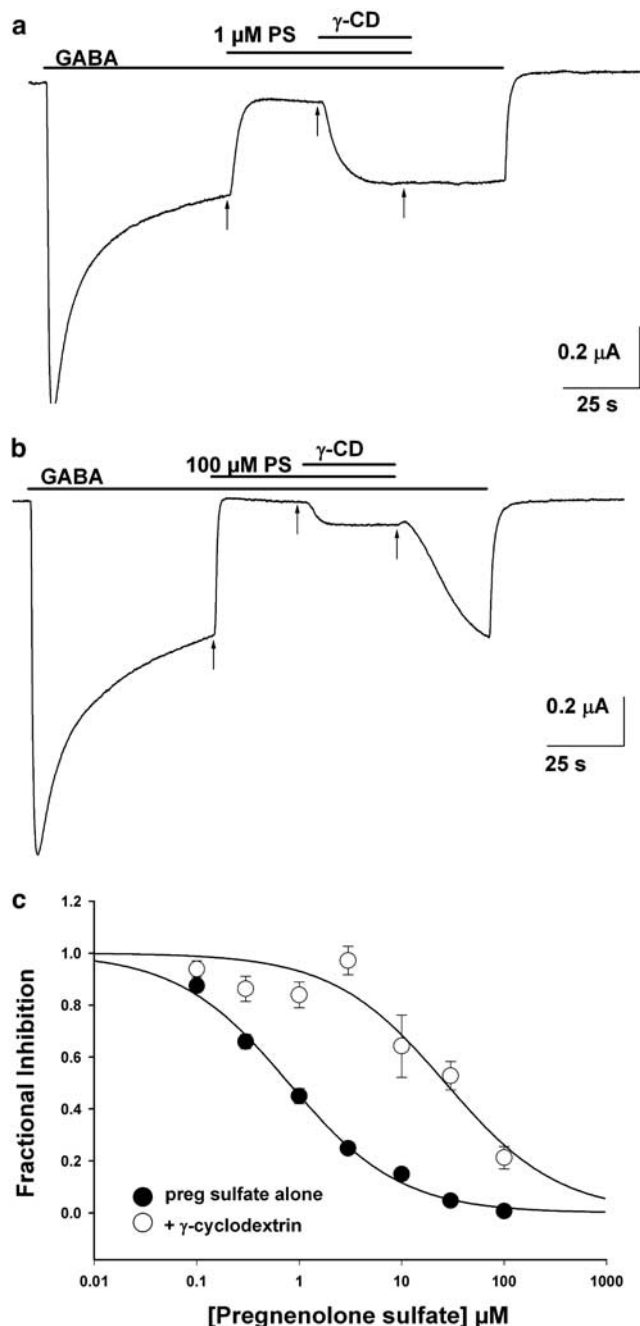 a
γ-CD
1 µM PS
GABA
0.2 µA
25 s
b
γ-CD
100 µM PS
GABA
0.2 µA
25 s
c
1.2
1.0
0.8
0.6
0.4
0.2
0.0
Fractional Inhibition
preg sulfate alone
+ γ-cyclodextrin
0.01 0.1 1 10 100 1000
[Pregnenolone sulfate] µM